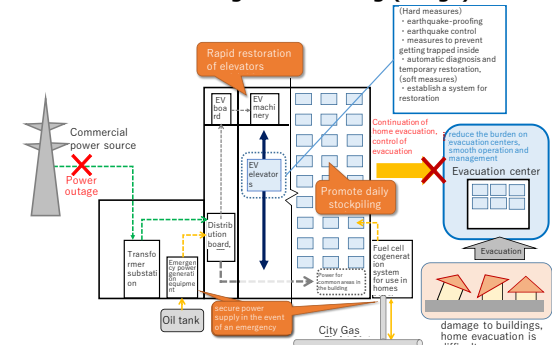 (Hard measures)
・earthquake-proofing
・earthquake control
・measures to prevent
getting trapped inside
・automatic diagnosis and
temporary restoration,
(soft measures)
・establish a system for
restoration
Rapid restoration
of elevators
EV
boa
rd
EV
machi
nery
Commercial
power source
Power
outage
EV
elevator
s
Continuation of
home evacuation,
control of
evacuation
reduce the burden on
evacuation centers,
smooth operation and
management
Evacuation center
Promote daily
stockpiling
Distrib
ution
board,
Transfo
rmer
substati
on
Emergen
cy power
generati
on
equipme
nt
Power for
common areas in
the building
Fuel cell
cogenerat
ion
system
for use in
homes
Evacuation
Oil tank
secure power
supply in the event
of an emergency
City Gas
damage to buildings,
home evacuation is